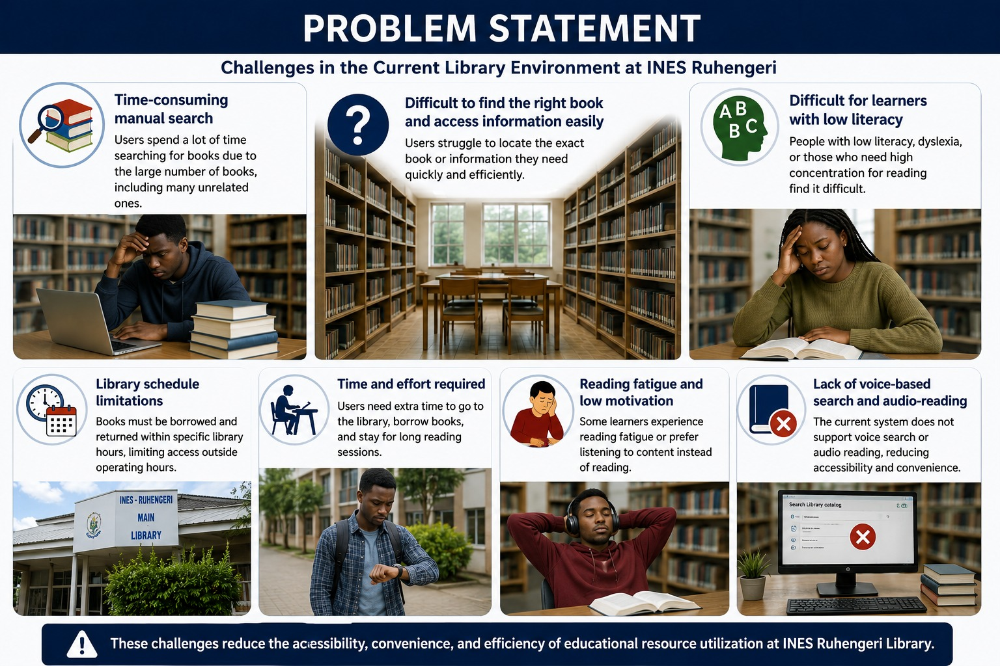 PROBLEM STATEMENT
Challenges in the Current Library Environment at INES Ruhengeri
Time-consuming
manual search
Users spend a lot of time
searching for books due to
the large number of books,
including many unrelated
ones.
?
Difficult to find the right book
and access information easily
Users struggle to locate the exact
book or information they need
quickly and efficiently.
A B
B C
Difficult for learners
with low literacy
People with low literacy, dyslexia,
or those who need high
concentration for reading
find it difficult.
Library schedule
limitations
Books must be borrowed and
returned within specific library
hours, limiting access outside
operating hours.
INES - RUHENGERI
MAIN
LIBRARY
Time and effort required
Users need extra time to go to
the library, borrow books,
and stay for long reading
sessions.
Reading fatigue and
low motivation
Some learners experience
reading fatigue or prefer
listening to content instead
of reading.
Lack of voice-based
search and audio-reading
The current system does not
support voice search or
audio reading, reducing
accessibility and convenience.
Search Library catalog
These challenges reduce the accessibility, convenience, and efficiency of educational resource utilization at INES Ruhengeri Library.